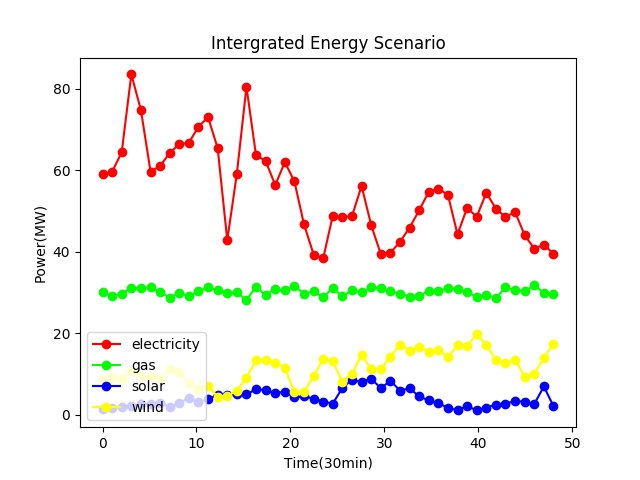 Intergrated Energy Scenario
Power(MW)
80
60
40
20
0
electricity
gas
solar
wind
0 10 20 30 40 50
Time(30min)